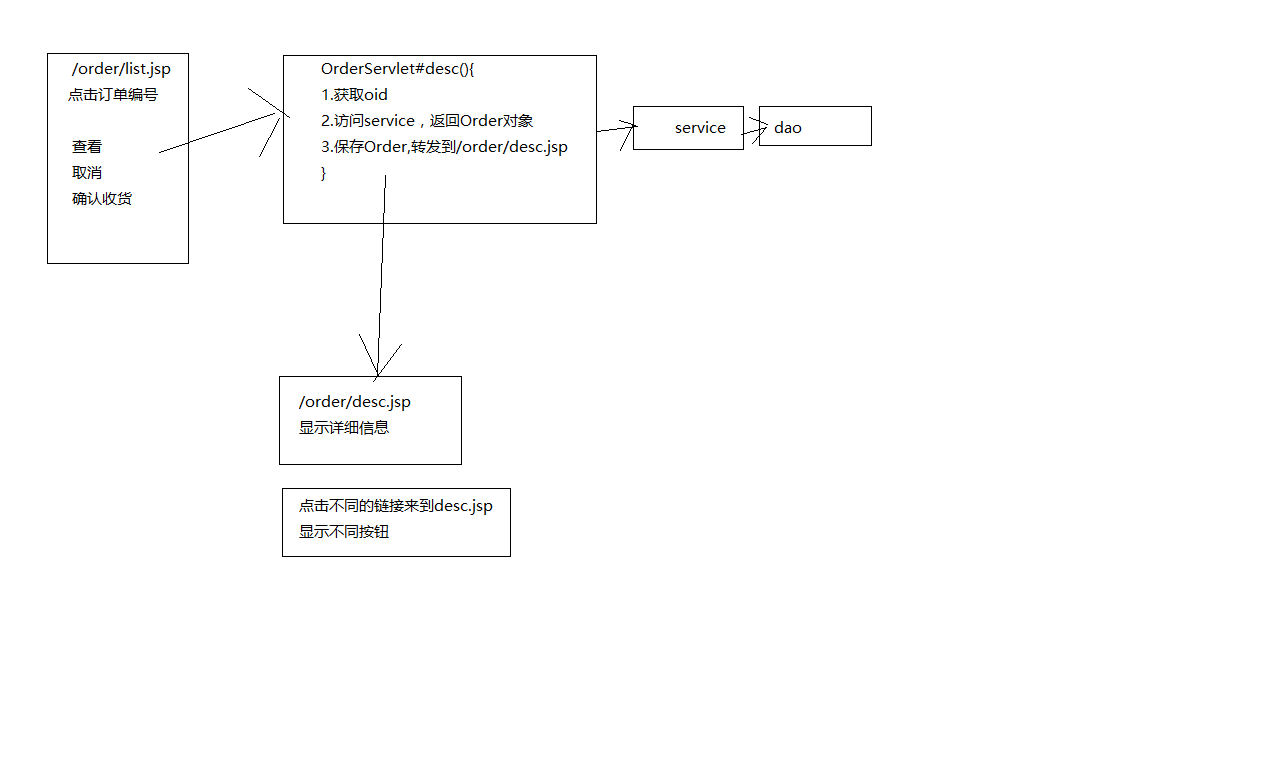 /order/list.jsp
点击订单编号
查看
取消
确认收货
OrderServlet#desc(){
1.获取oid
2.访问service，返回Order对象
3.保存Order,转发到/order/desc.jsp
}
service
dao
/order/desc.jsp
显示详细信息
点击不同的链接来到desc.jsp
显示不同按钮